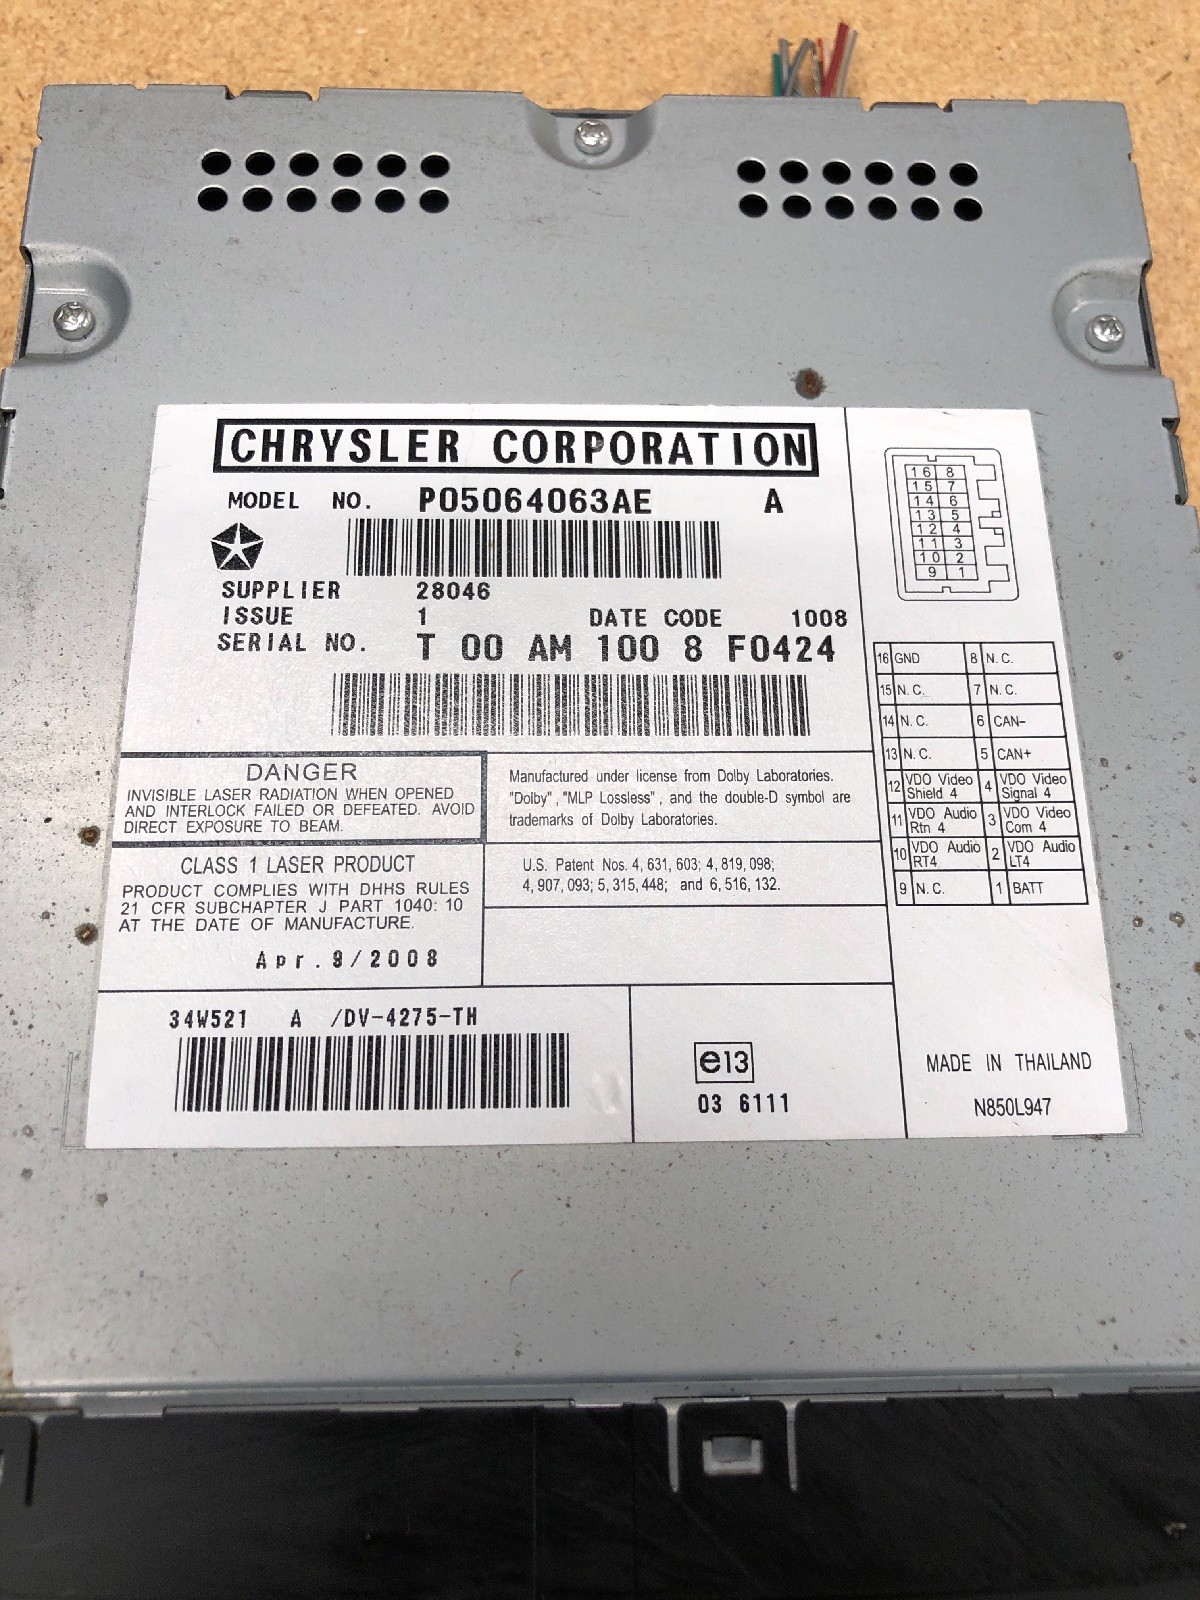 CHRYSLER CORPORATION
MODEL NO. P05064063AE A
SUPPLIER 28046
ISSUE 1 DATE CODE 1008
SERIAL NO. T 00 AM 100 8 F0424
DANGER
INVISIBLE LASER RADIATION WHEN OPENED
AND INTERLOCK FAILED OR DEFEATED. AVOID
DIRECT EXPOSURE TO BEAM.
CLASS 1 LASER PRODUCT
PRODUCT COMPLIES WITH DHHS RULES
21 CFR SUBCHAPTER J PART 1040: 10
AT THE DATE OF MANUFACTURE.
Apr. 9/2008
Manufactured under license from Dolby Laboratories.
"Dolby", "MLP Lossless", and the double-D symbol are
trademarks of Dolby Laboratories.
U.S. Patent Nos. 4, 631, 603; 4, 819, 098;
4, 907, 093; 5, 315, 448; and 6, 516, 132.
34W521 A /DV-4275-TH
e13
03 6111
16 8
15 7
14 6
13 5
12 4
11 3
10 2
9 1
16 GND 8 N. C.
15 N. C. 7 N. C.
14 N. C. 6 CAN-
13 N. C. 5 CAN+
12 VDO Video Shield 4 4 VDO Video Signal 4
11 VDO Audio Rtn 4 3 VDO Video Com 4
10 VDO Audio RT4 2 VDO Audio LT4
9 N. C. 1 BATT
MADE IN THAILAND
N850L947